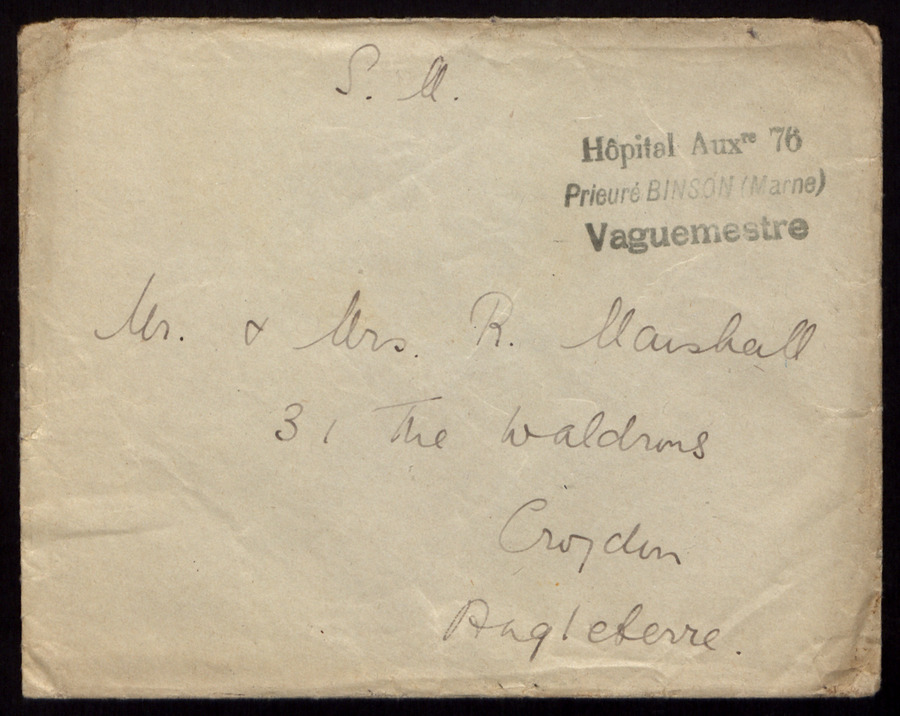 S. M.
Hôpital Auxre 76
Prieuré BINSON (Marne)
Vaguemestre
Mr. & Mrs. R. Marshall
31 The Waldrons
Croydon
Angleterre.